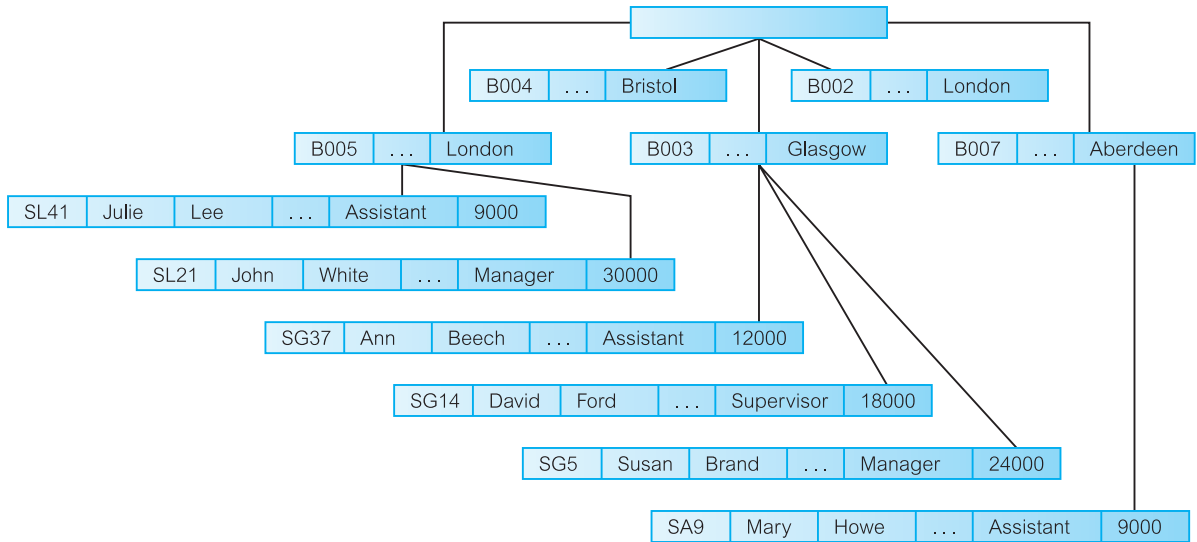 B004 ... Bristol
B002 ... London
B005 ... London
B003 ... Glasgow
B007 ... Aberdeen
SL41 Julie Lee ... Assistant 9000
SL21 John White ... Manager 30000
SG37 Ann Beech ... Assistant 12000
SG14 David Ford ... Supervisor 18000
SG5 Susan Brand ... Manager 24000
SA9 Mary Howe ... Assistant 9000